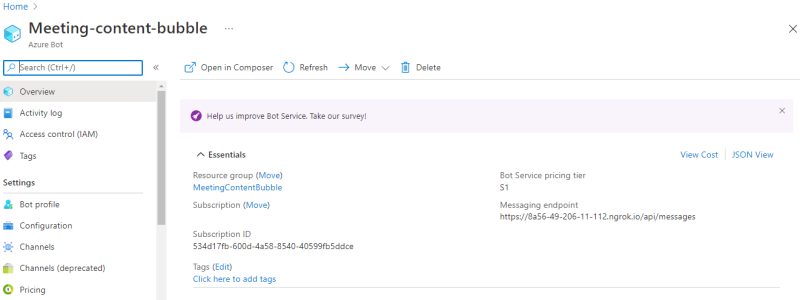 Home >
Meeting-content-bubble ...
Azure Bot
Search (Ctrl+/)
«
Open in Composer Refresh Move Delete
Overview
Activity log
Access control (IAM)
Tags
Settings
Bot profile
Configuration
Channels
Channels (deprecated)
Pricing
Help us improve Bot Service. Take our survey!
Essentials
View Cost | JSON View
Resource group (Move)
MeetingContentBubble
Subscription (Move)
Subscription ID
534d17fb-600d-4a58-8540-40599fb5ddce
Tags (Edit)
Click here to add tags
Bot Service pricing tier
S1
Messaging endpoint
https://8a56-49-206-11-112.ngrok.io/api/messages